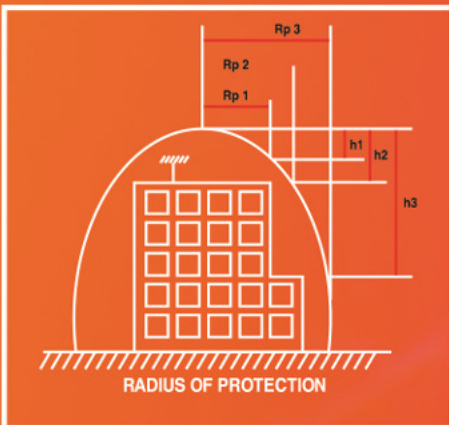 Rp 3
Rp 2
Rp 1
h1
h2
h3
RADIUS OF PROTECTION